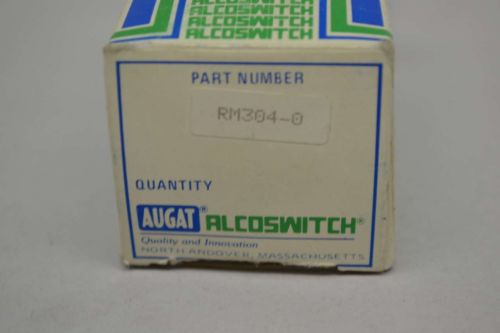 ALCOSWITCH
ALCOSWITCH
ALCOSWITCH
PART NUMBER
RM304-0
QUANTITY
AUGAT® ALCOSWITCH®
Quality and Innovation
NORTH ANDOVER, MASSACHUSETTS